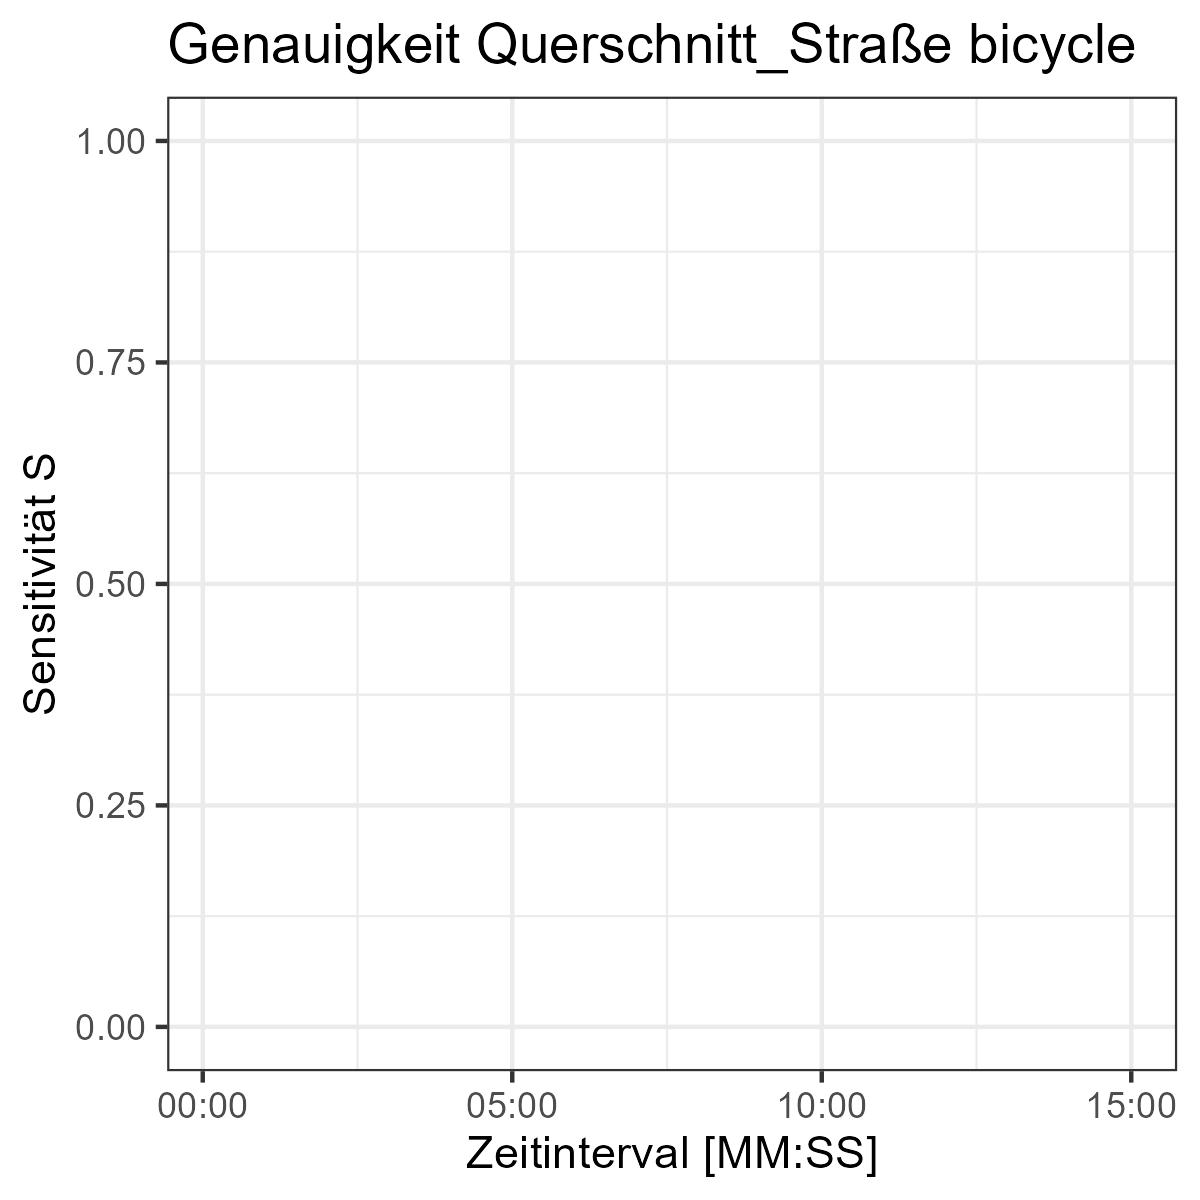 Genauigkeit Querschnitt_Straße bicycle
1.00
0.75
0.50
0.25
0.00
Sensitivität S
00:00 05:00 10:00 15:00
Zeitinterval [MM:SS]